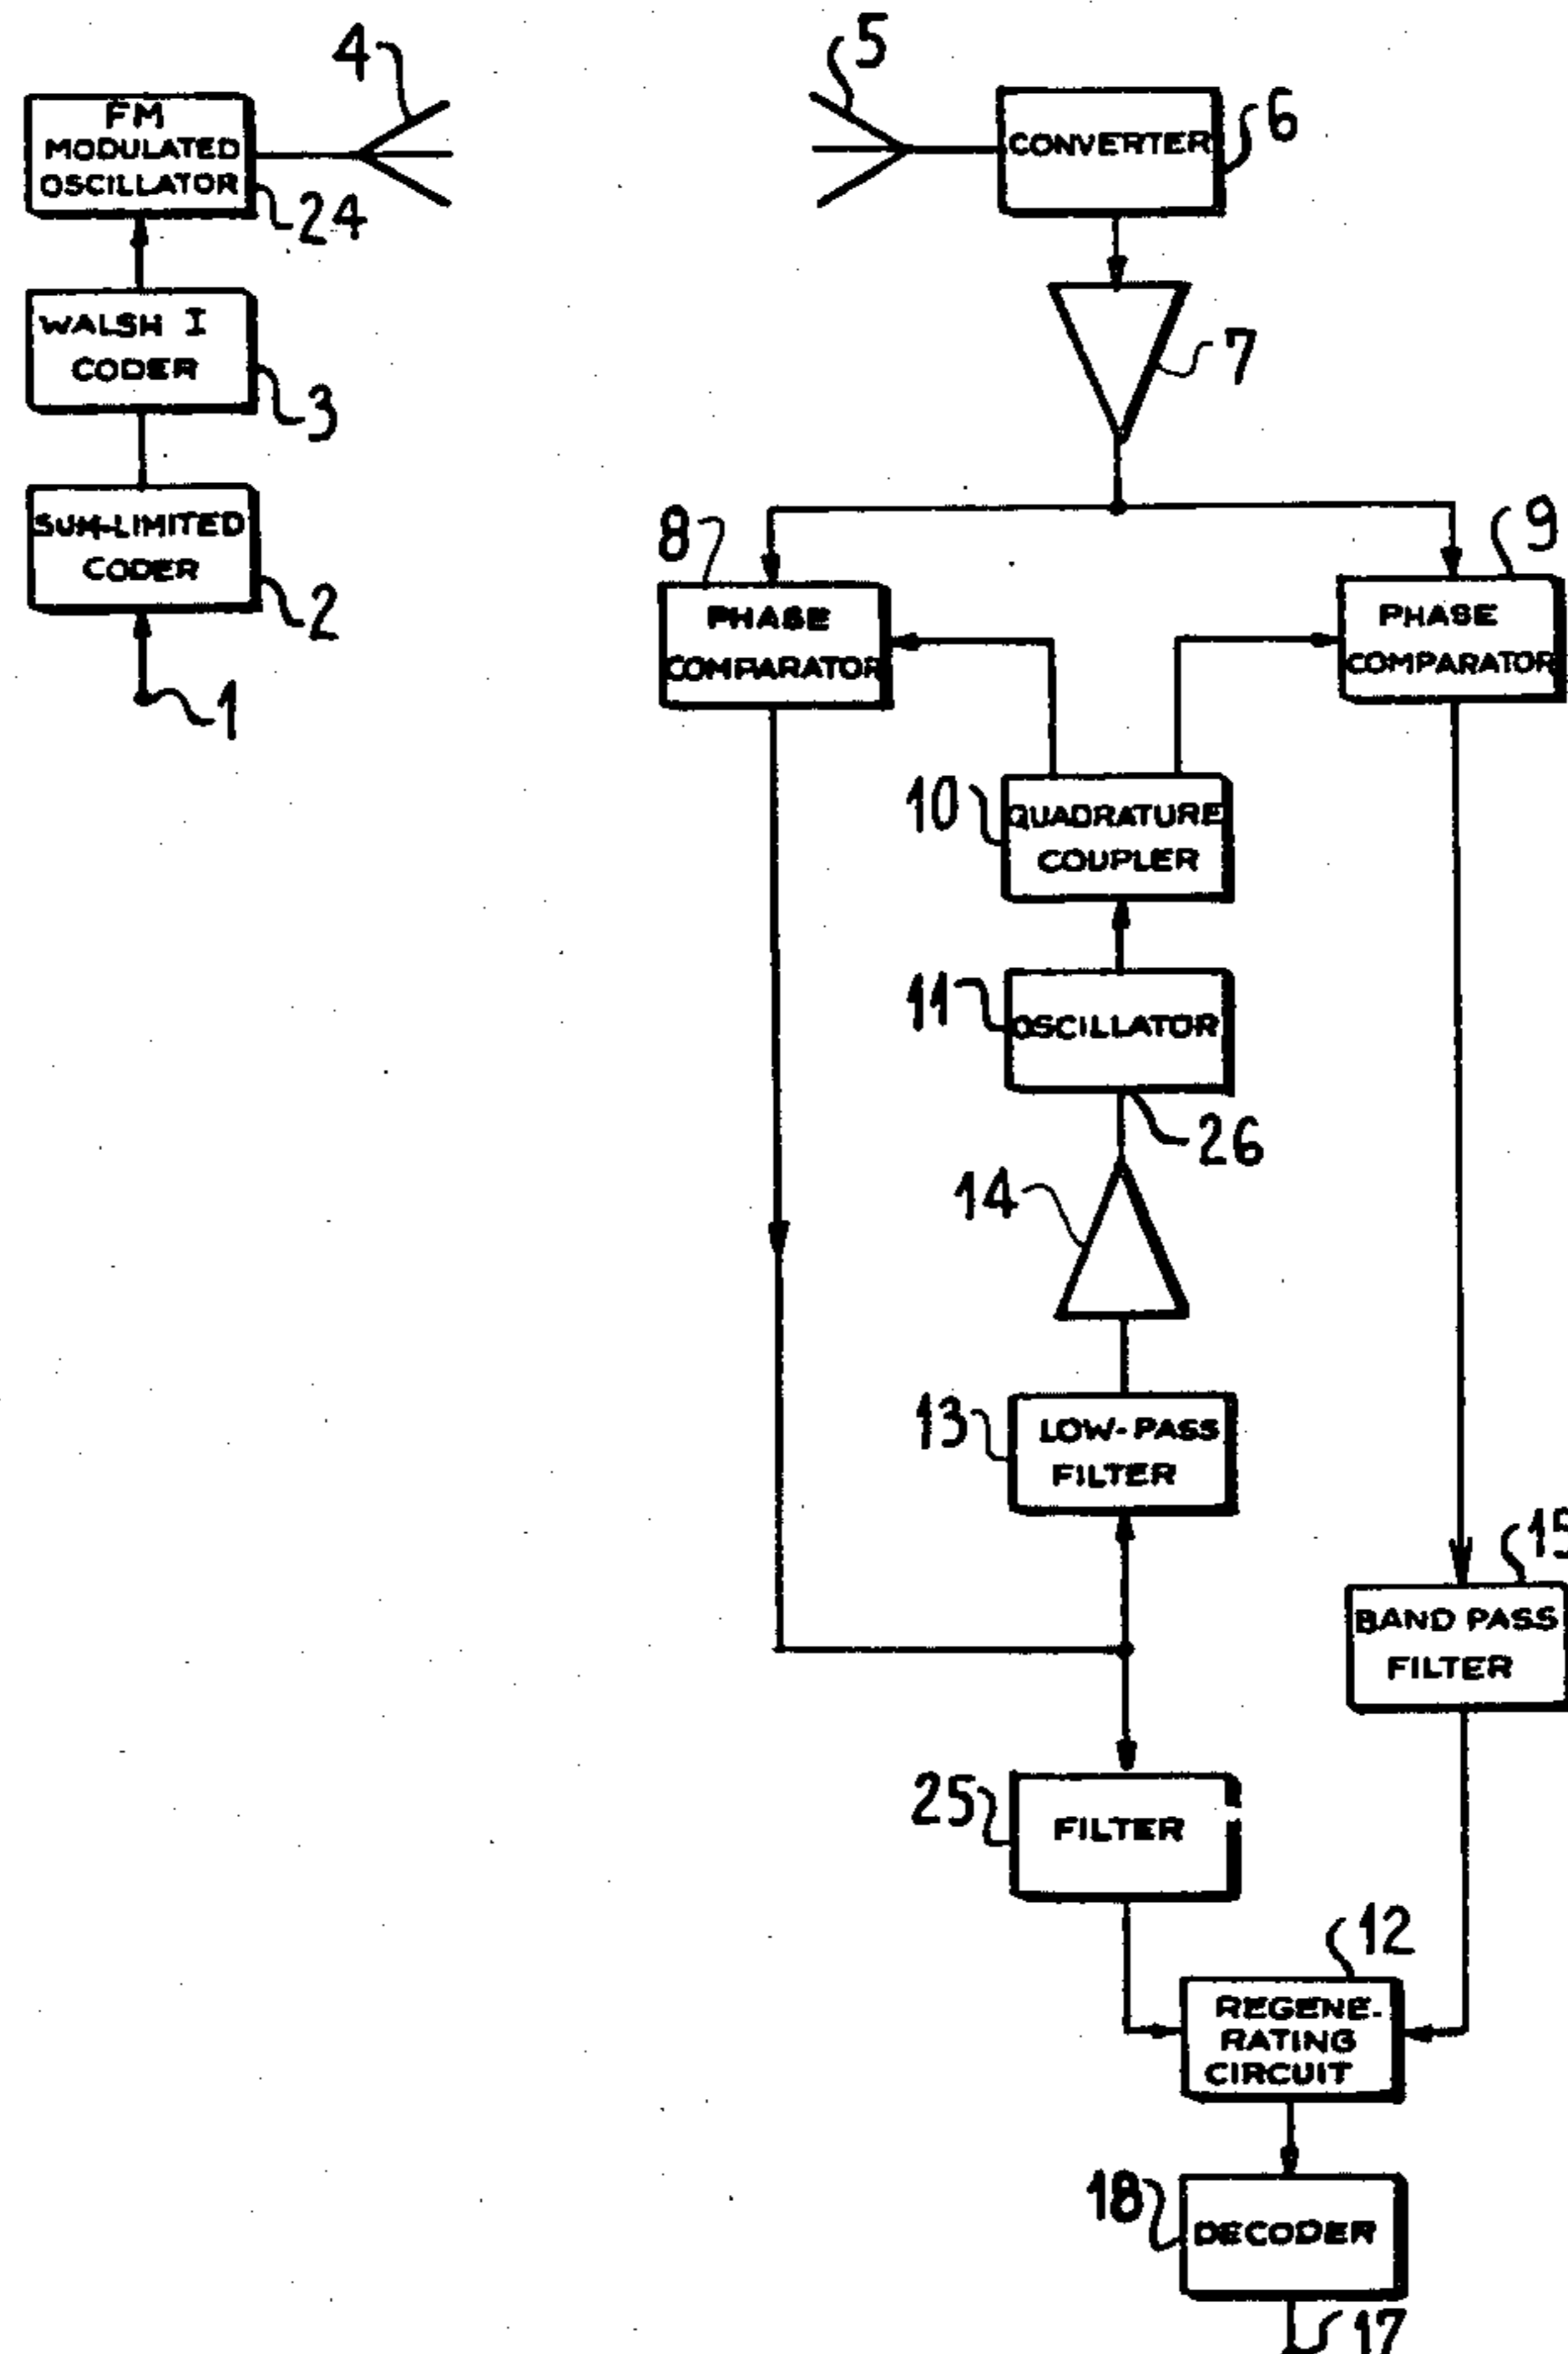 4
FM
MODULATED
OSCILLATOR
24
WALSH I
CODER
3
SUM-LIMITED
CODER
2
1
5
CONVERTER
6
7
8
PHASE
COMPARATOR
9
PHASE
COMPARATOR
10
QUADRATURE
COUPLER
11
OSCILLATOR
26
14
13
LOW-PASS
FILTER
15
BAND PASS
FILTER
25
FILTER
12
REGENE-
RATING
CIRCUIT
18
DECODER
17